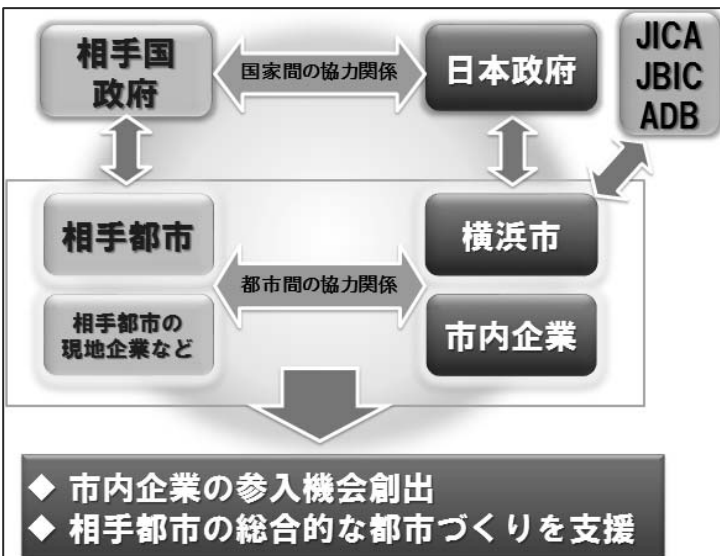 相手国
政府
国家間の協力関係
日本政府
JICA
JBIC
ADB
相手都市
横浜市
都市間の協力関係
相手都市の
現地企業など
市内企業
◆ 市内企業の参入機会創出
◆ 相手都市の総合的な都市づくりを支援